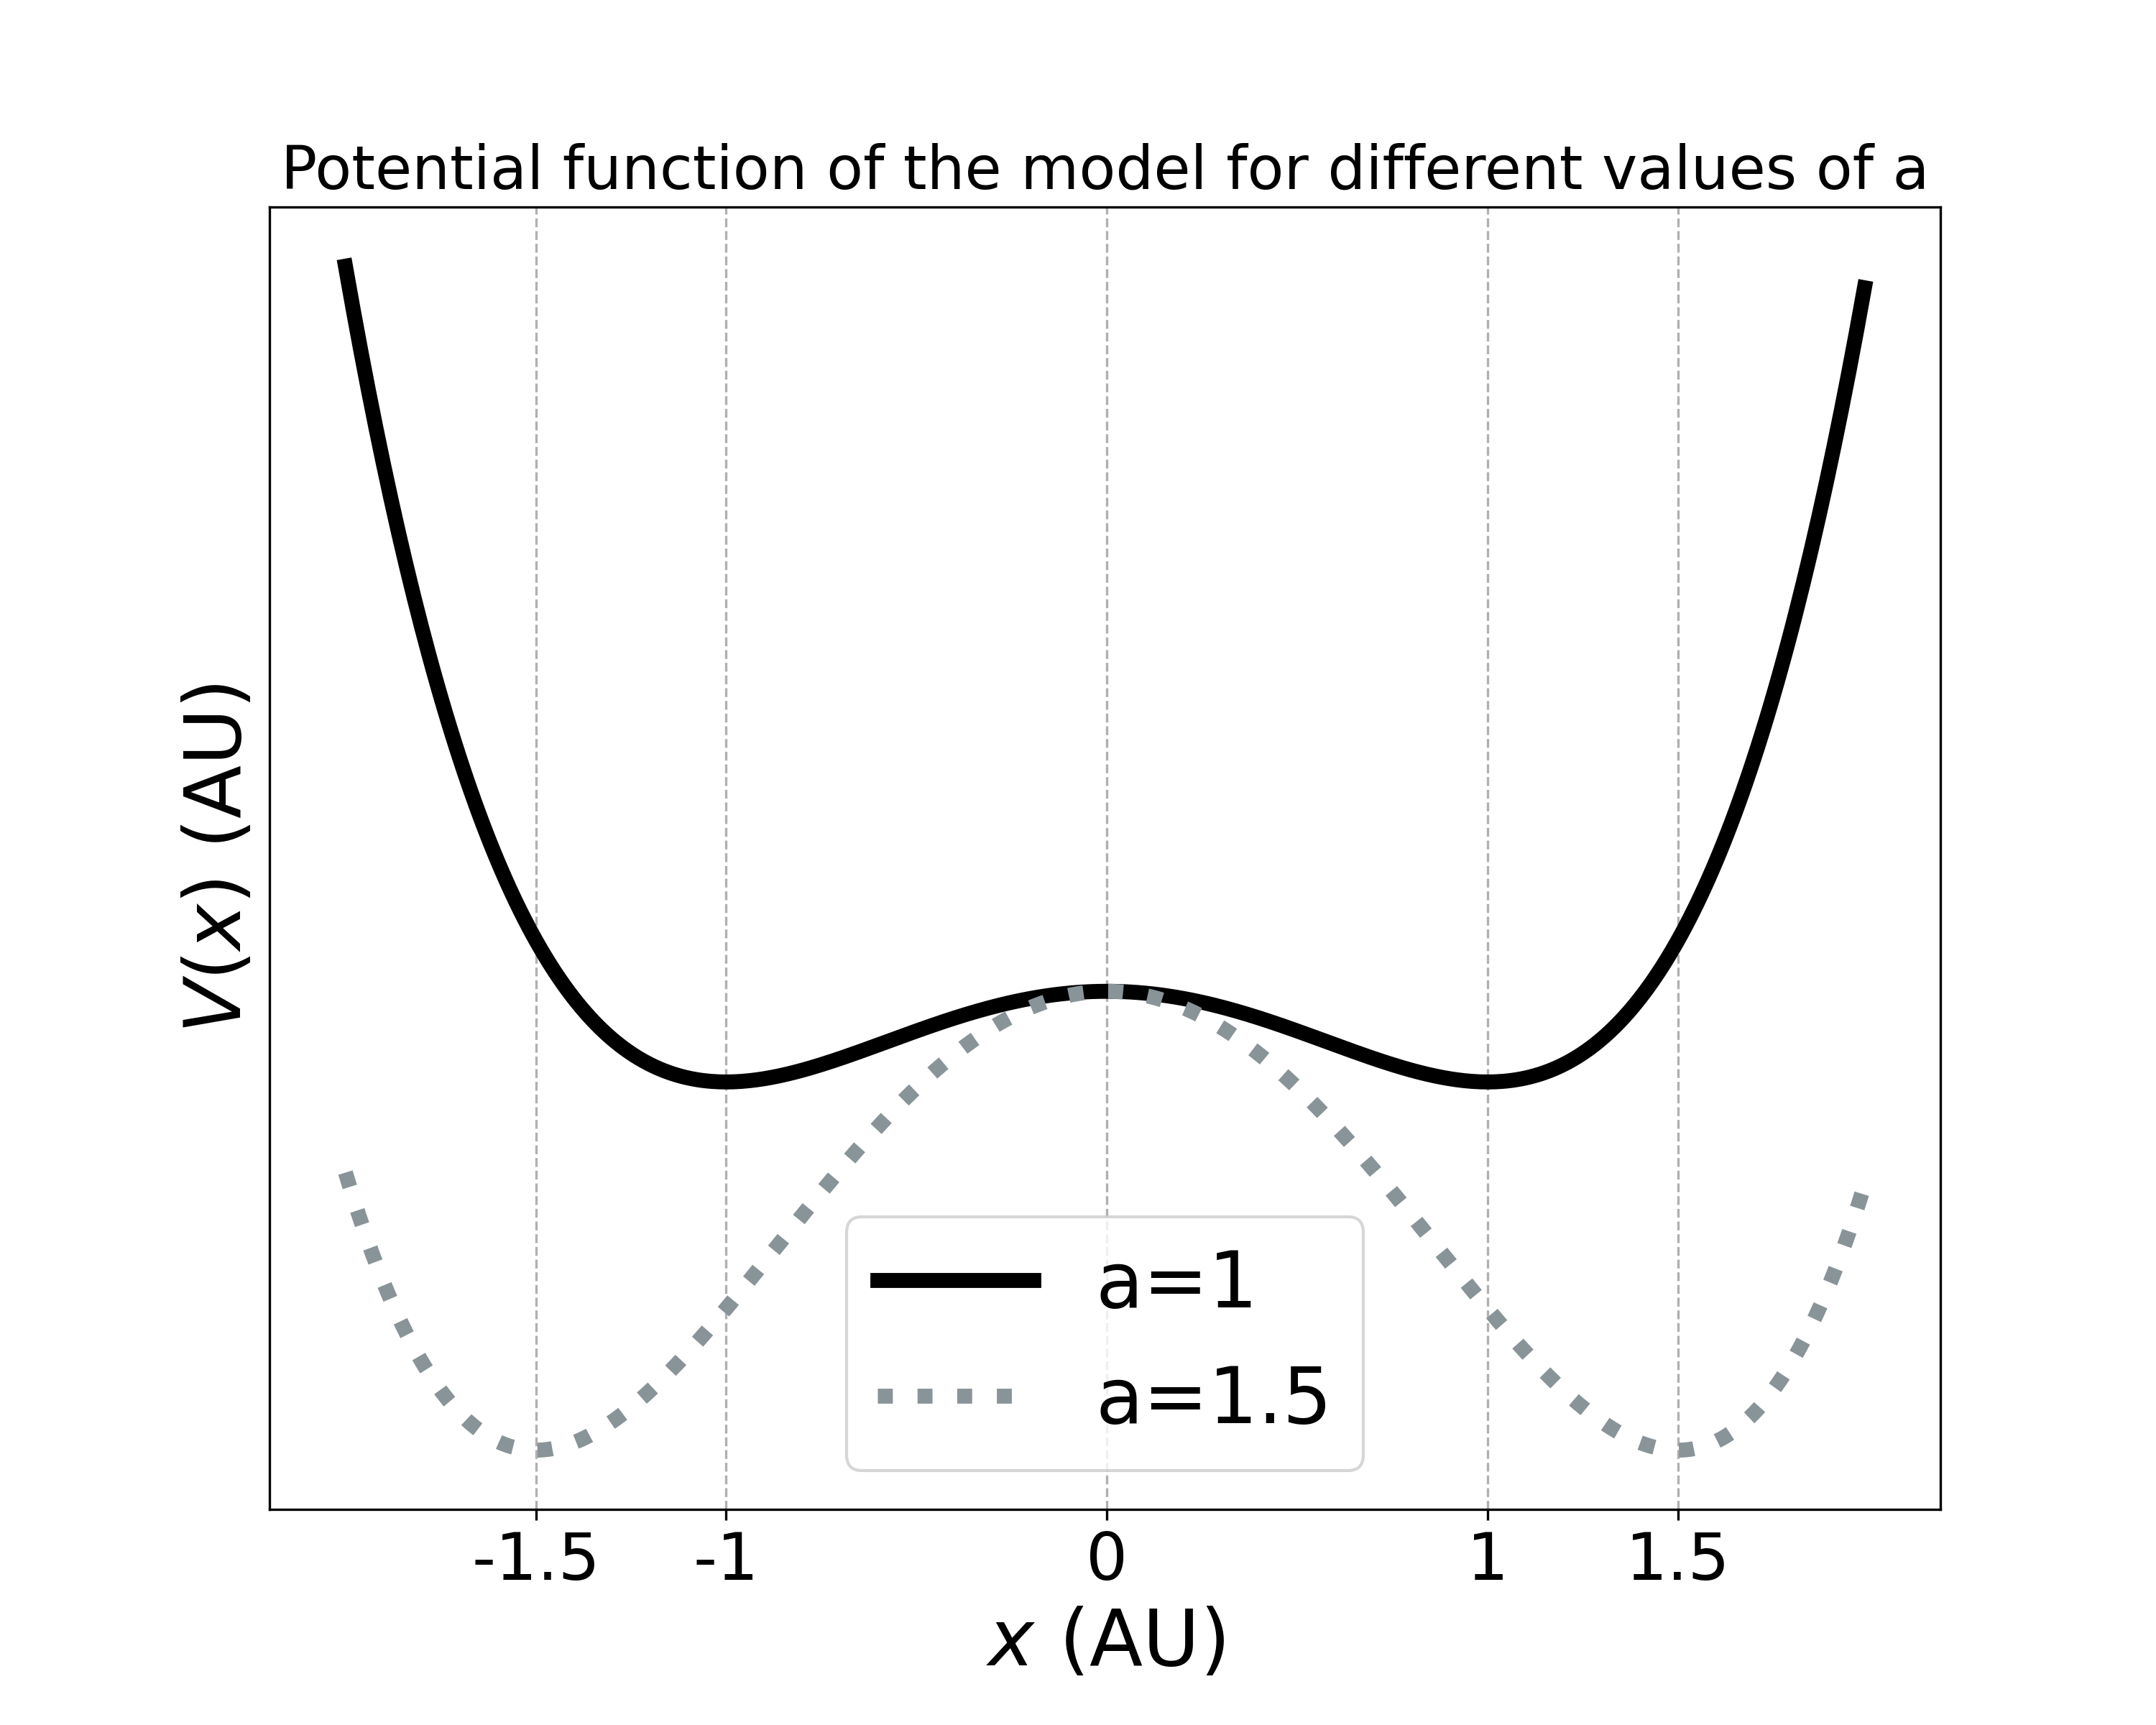 Potential function of the model for different values of a
V(x) (AU)
a=1
a=1.5
-1.5 -1 0 1 1.5
x (AU)